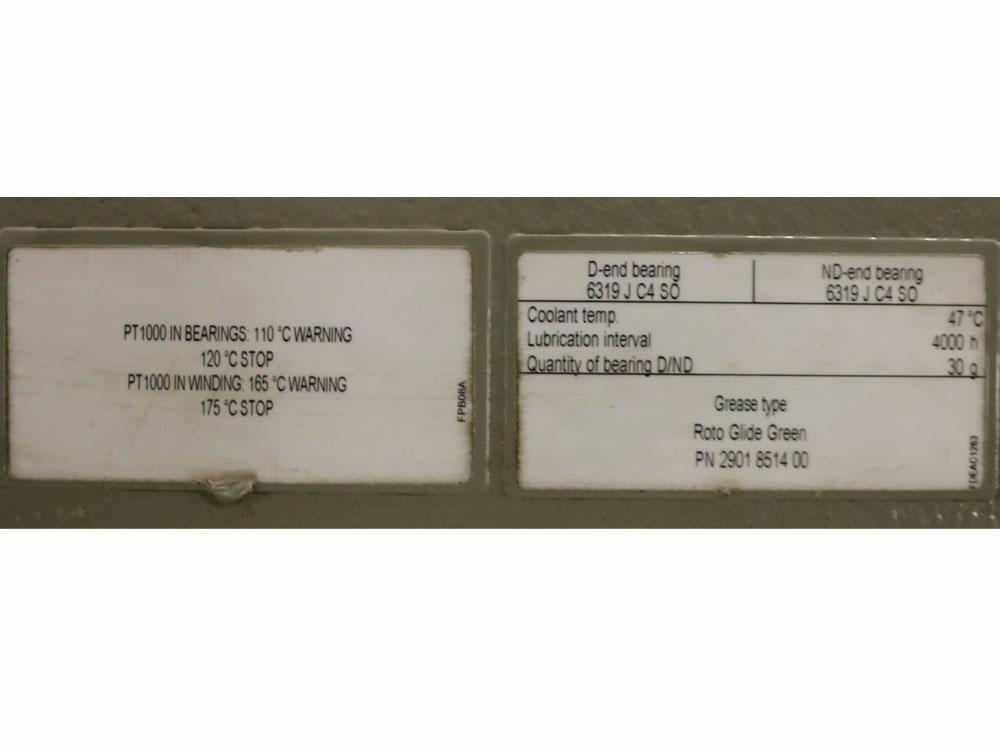 PT1000 IN BEARINGS: 110 °C WARNING
120 °C STOP
PT1000 IN WINDING: 165 °C WARNING
175 °C STOP
FPB08A
D-end bearing ND-end bearing
6319 J C4 SO 6319 J C4 SO
Coolant temp. 47 °C
Lubrication interval 4000 h
Quantity of bearing D/ND 30 g
Grease type
Roto Glide Green
PN 2901 8514 00
FDEAC1263